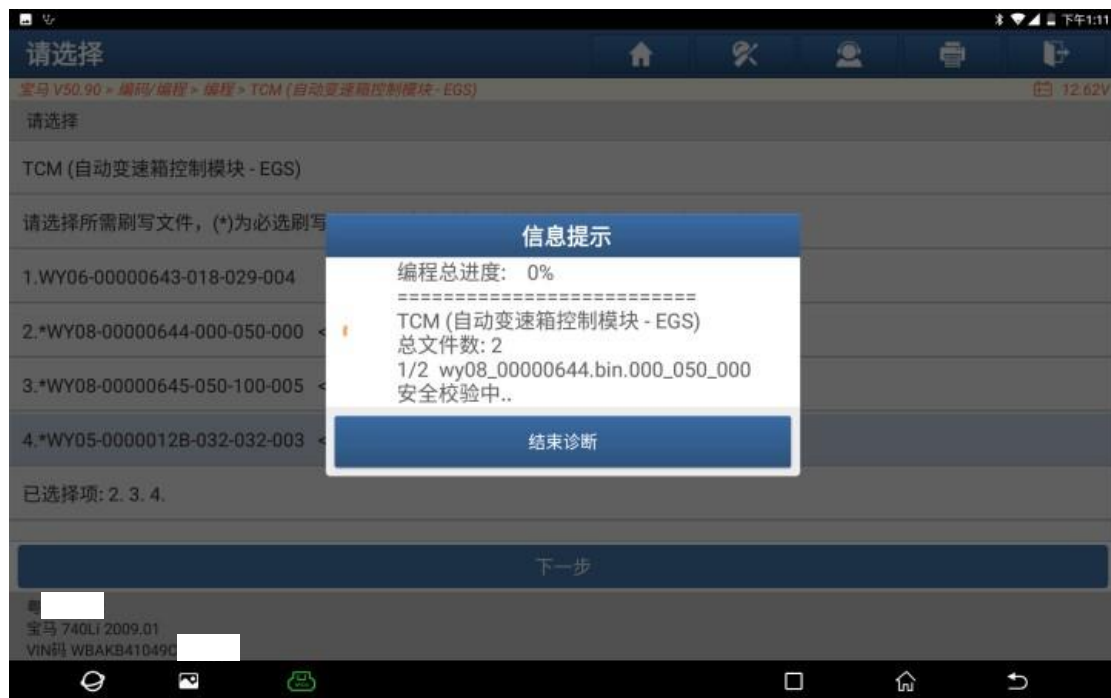 下午1:11
请选择
宝马 V50.90 > 编码/编程 > 编程 > TCM (自动变速箱控制模块 - EGS)
12.62V
请选择
TCM (自动变速箱控制模块 - EGS)
请选择所需刷写文件，(*)为必选刷写
1.WY06-00000643-018-029-004
2.*WY08-00000644-000-050-000 <
3.*WY08-00000645-050-100-005 <
4.*WY05-0000012B-032-032-003 <
已选择项: 2. 3. 4.
信息提示
编程总进度: 0%
==========================
TCM (自动变速箱控制模块 - EGS)
总文件数: 2
1/2 wy08_00000644.bin.000_050_000
安全校验中..
结束诊断
下一步
粤
宝马 740Li 2009.01
VIN码 WBAKB41049C